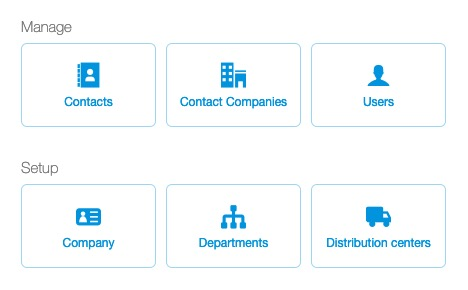 Manage
Contacts
Contact Companies
Users
Setup
Company
Departments
Distribution centers